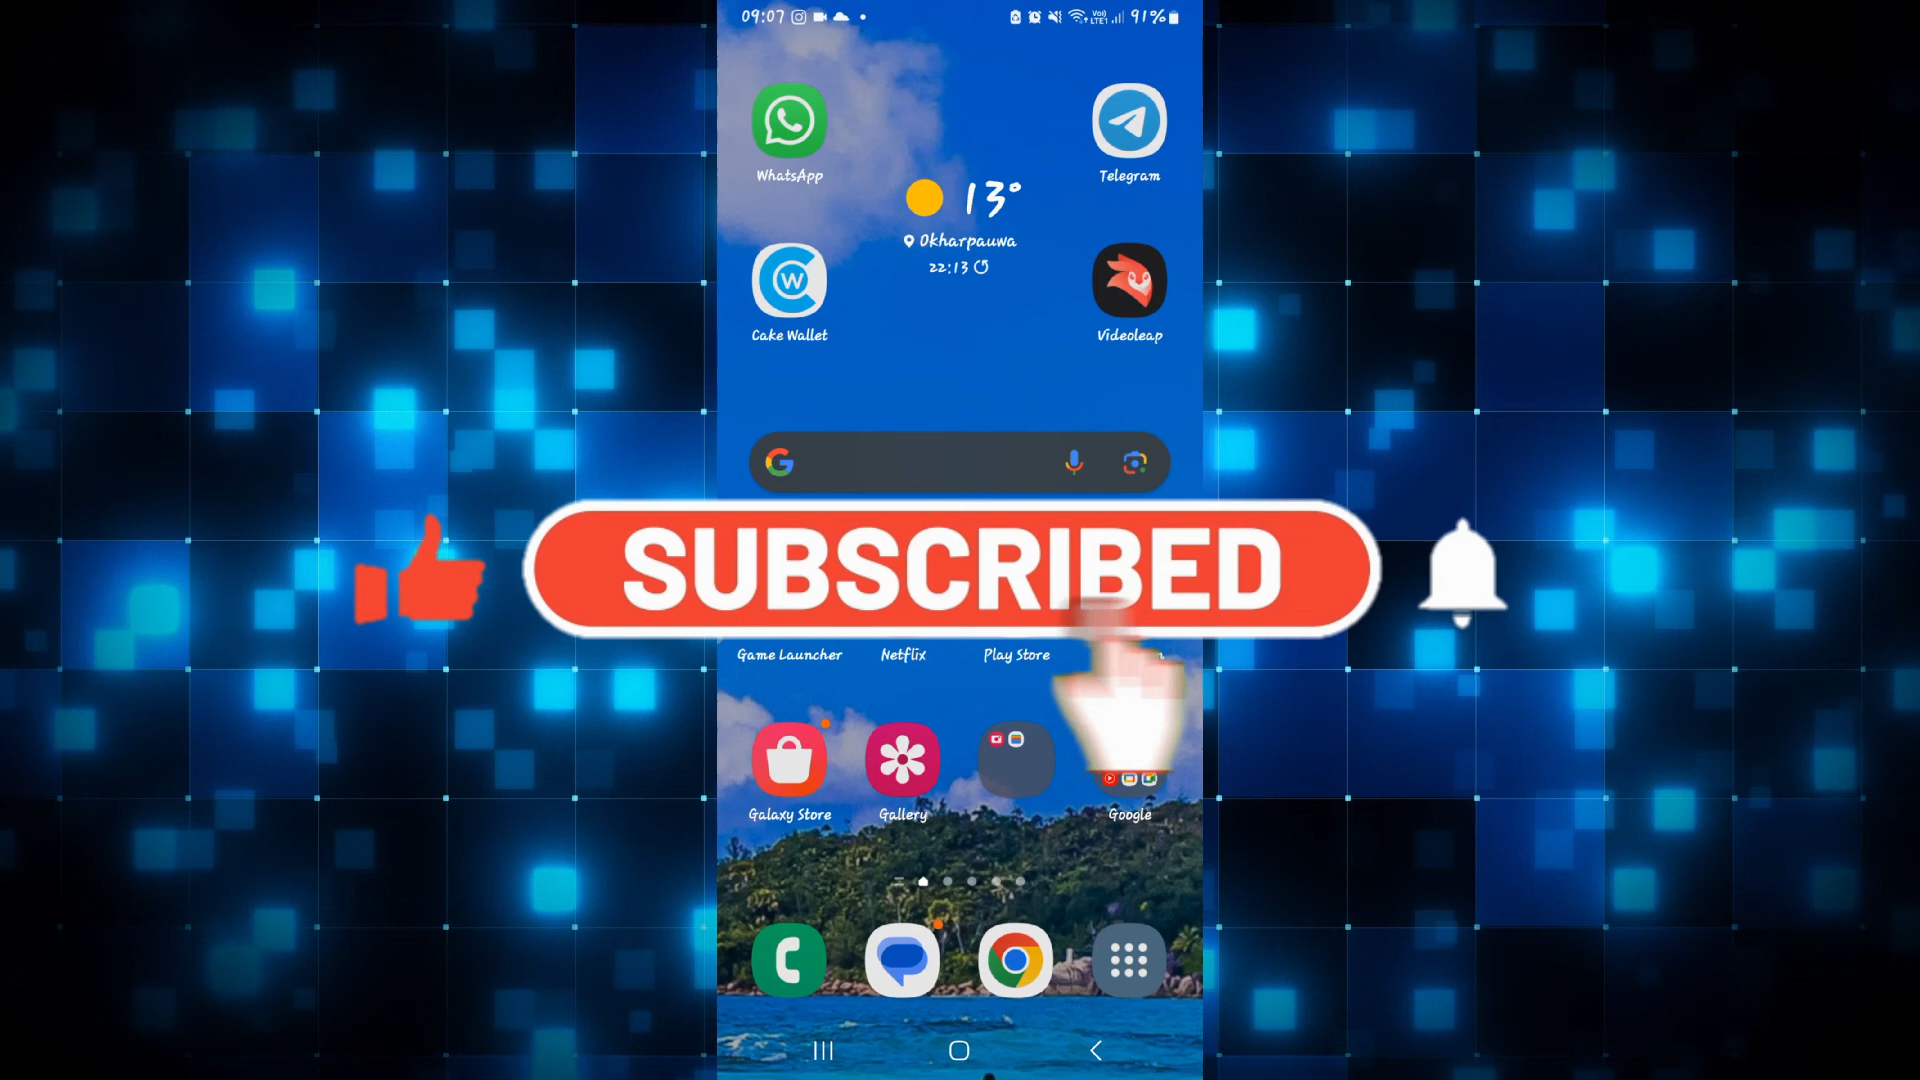 09:07
91%
WhatsApp
Telegram
13°
Okharpauwa
22:13
Cake Wallet
Videoleap
SUBSCRIBED
Game Launcher
Netflix
Play Store
Galaxy Store
Gallery
Google